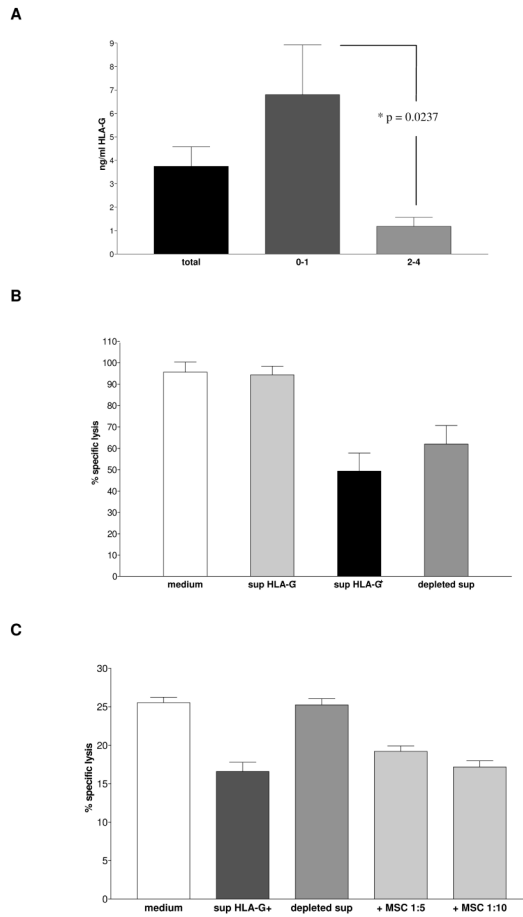 A
9
8
7
6
5
4
3
2
1
0
ng/ml HLA-G
* p = 0.0237
total 0-1 2-4
B
110
100
90
80
70
60
50
40
30
20
10
0
% specific lysis
medium sup HLA-G⁻ sup HLA-G⁺ depleted sup
C
30
25
20
15
10
5
0
% specific lysis
medium sup HLA-G+ depleted sup + MSC 1:5 + MSC 1:10